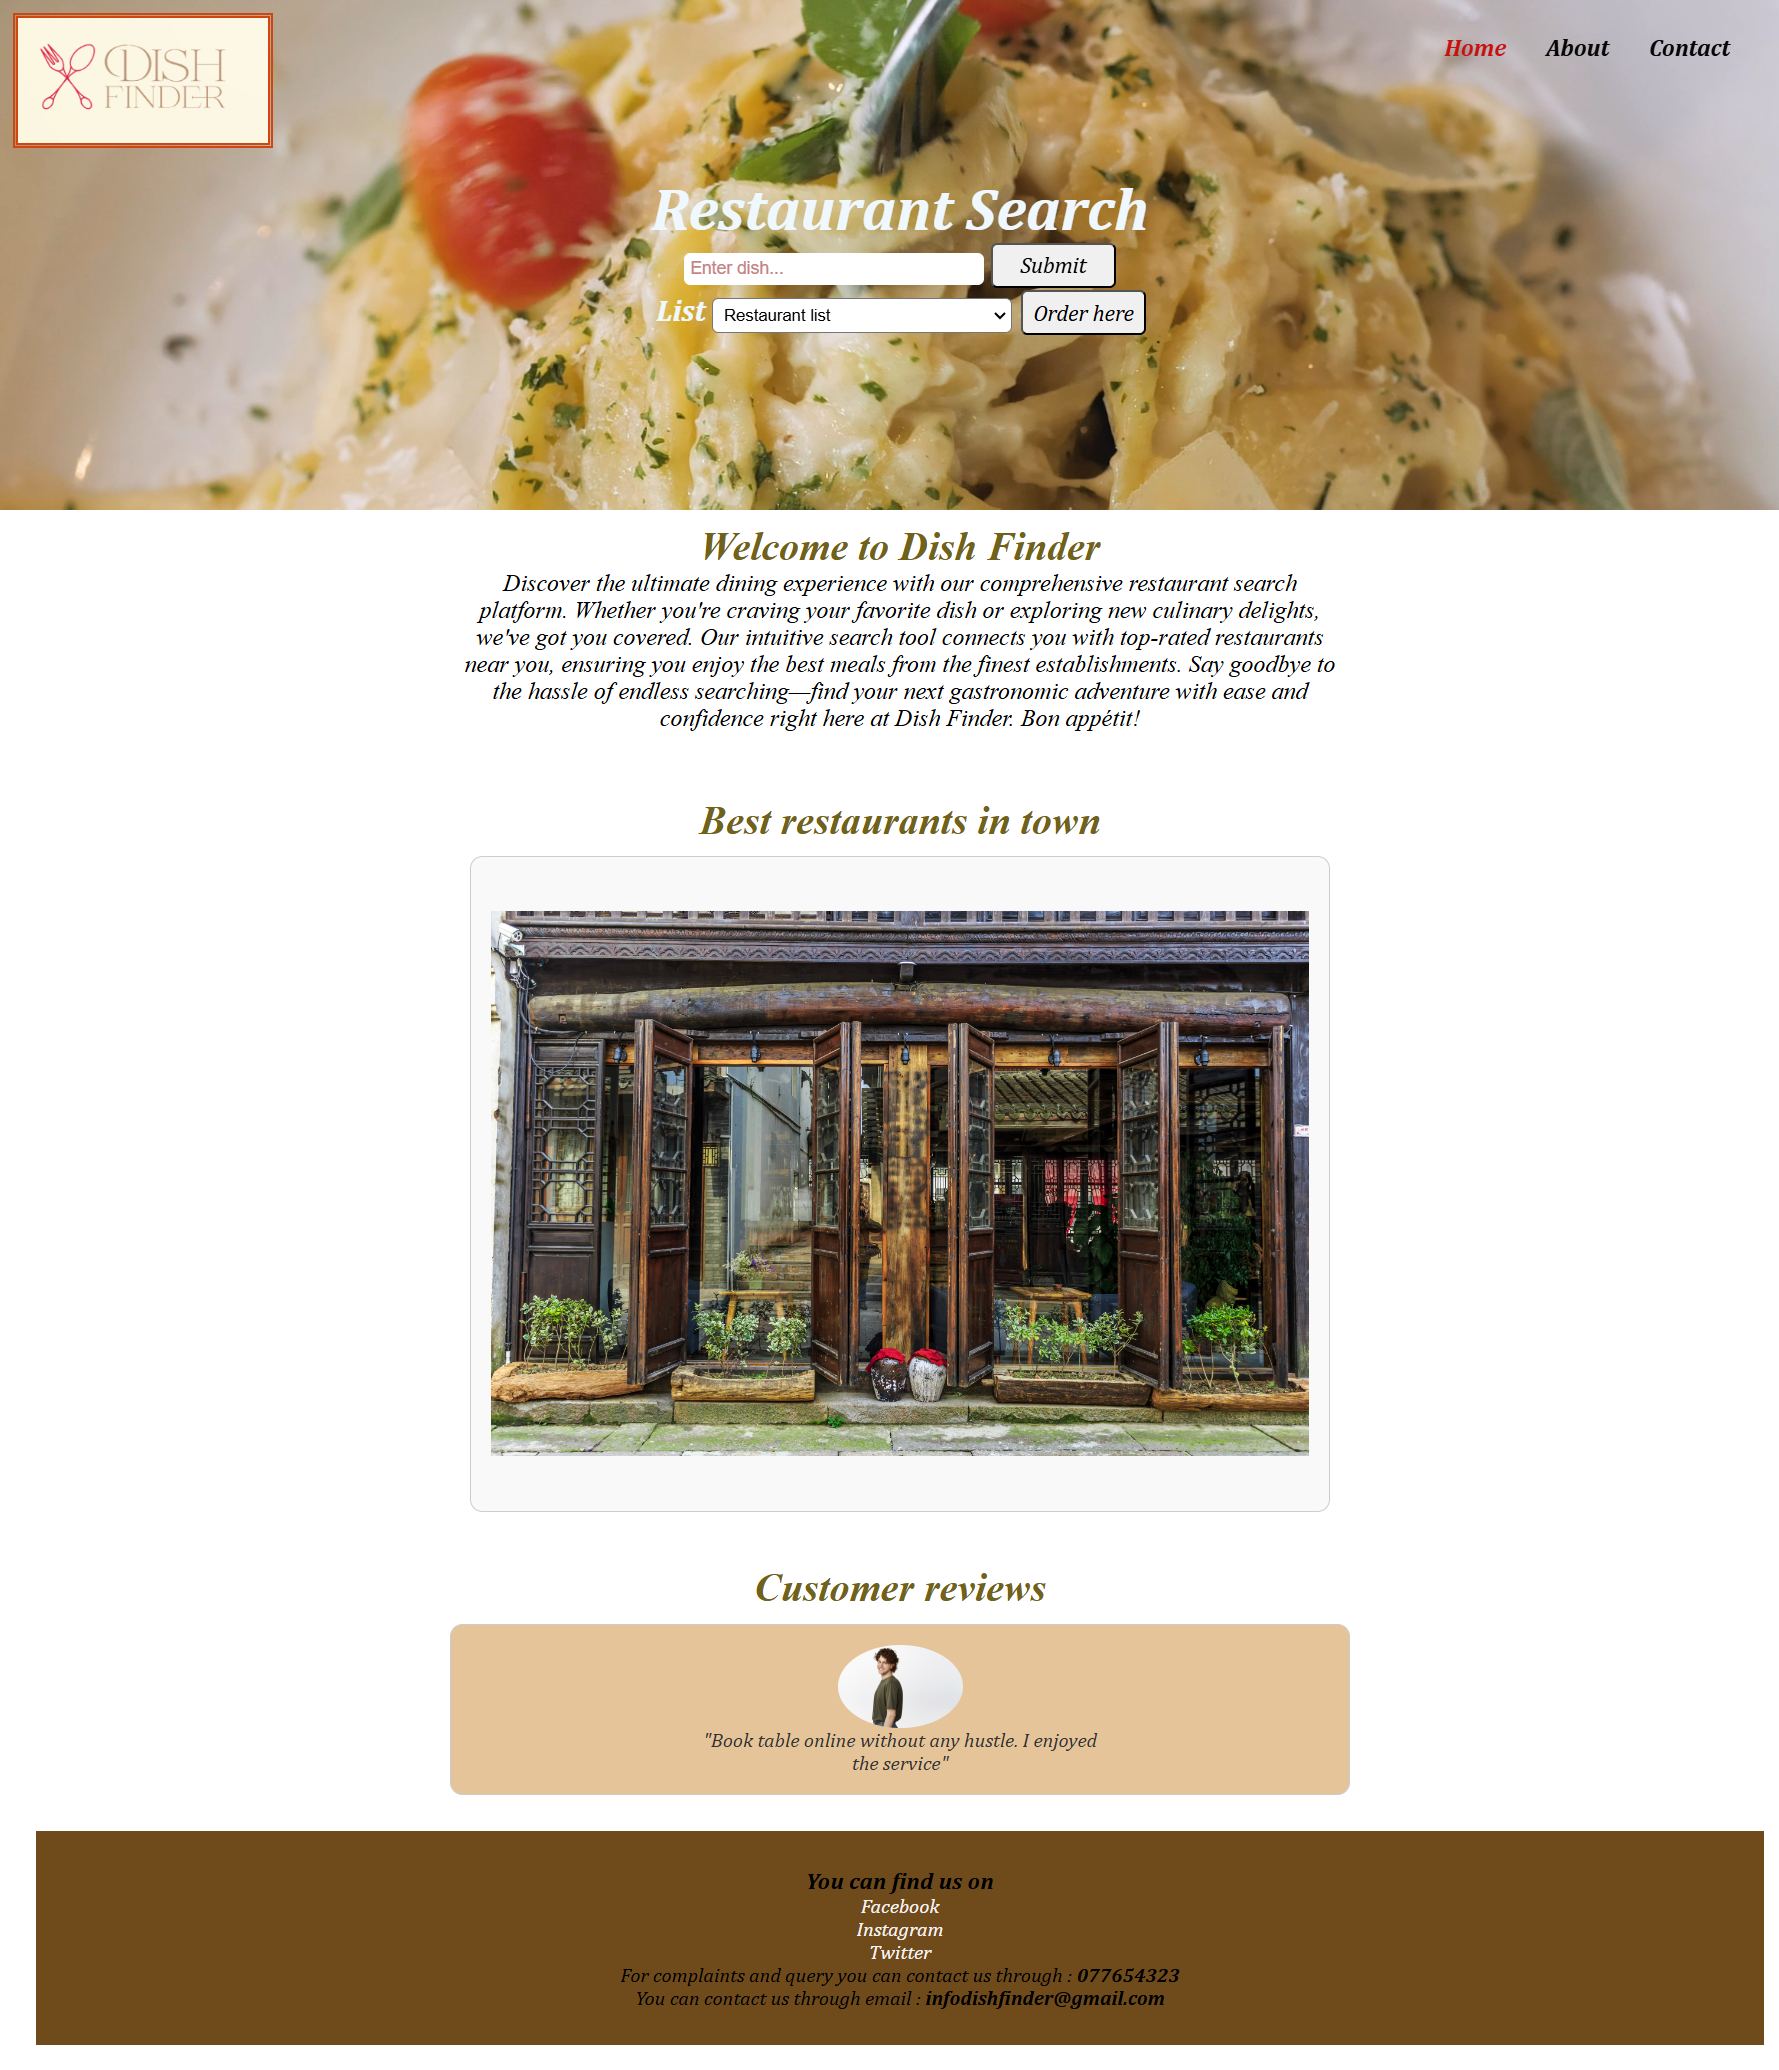 DISH
FINDER
Home About Contact
Restaurant Search
Enter dish...
Submit
List
Restaurant list
Order here
Welcome to Dish Finder
Discover the ultimate dining experience with our comprehensive restaurant search
platform. Whether you're craving your favorite dish or exploring new culinary delights,
we've got you covered. Our intuitive search tool connects you with top-rated restaurants
near you, ensuring you enjoy the best meals from the finest establishments. Say goodbye to
the hassle of endless searching—find your next gastronomic adventure with ease and
confidence right here at Dish Finder. Bon appétit!
Best restaurants in town
Customer reviews
"Book table online without any hustle. I enjoyed
the service"
You can find us on
Facebook
Instagram
Twitter
For complaints and query you can contact us through : 077654323
You can contact us through email : infodishfinder@gmail.com